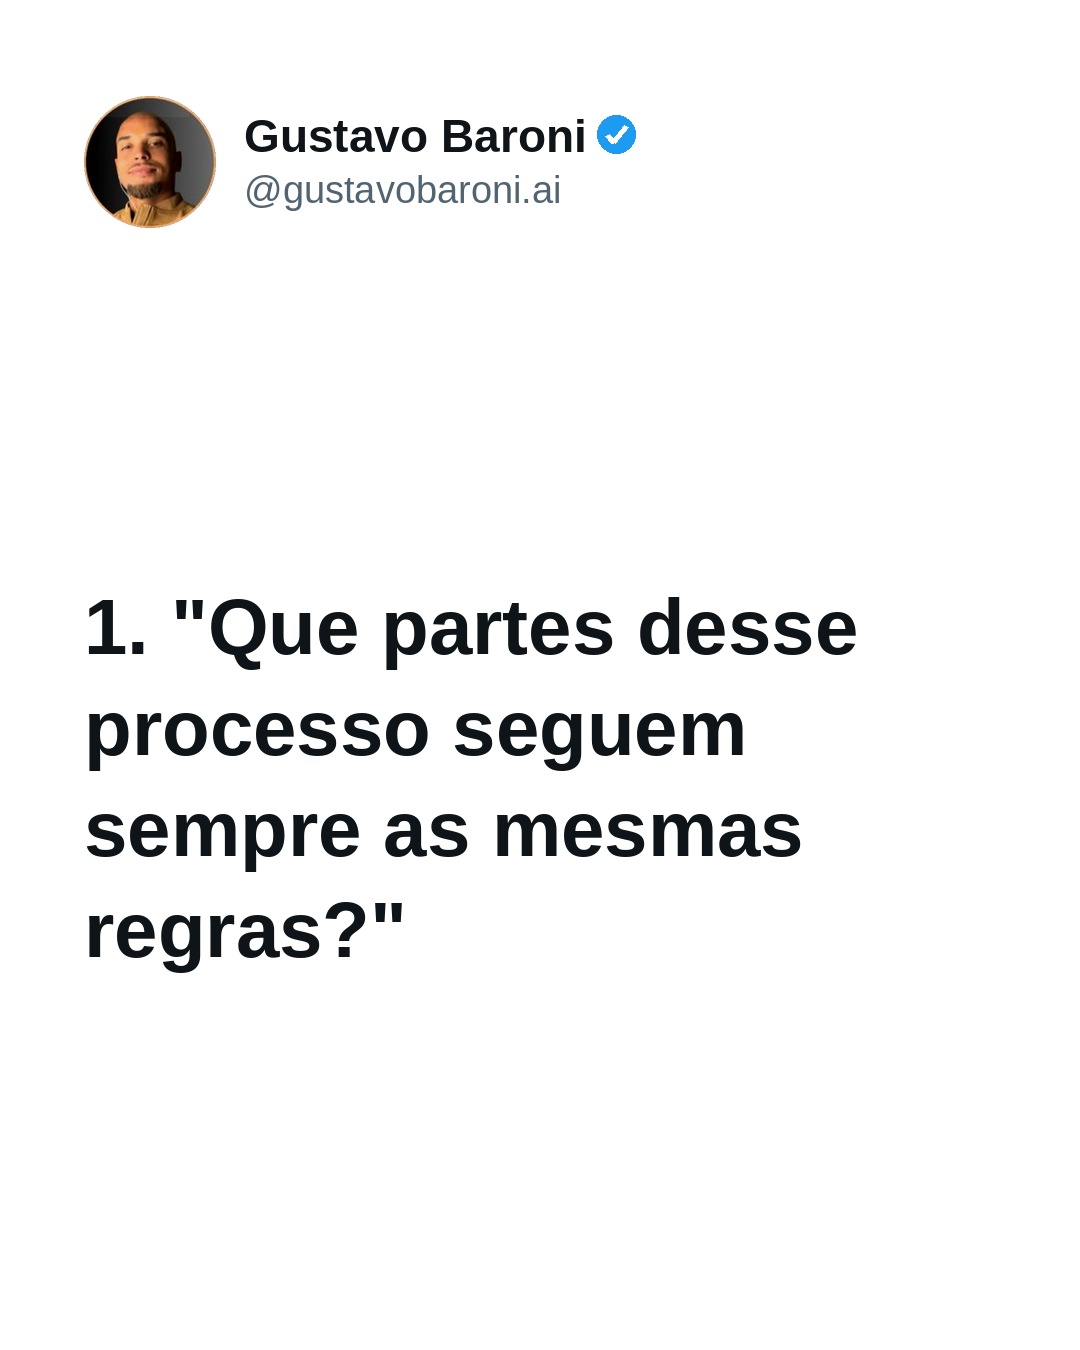 Gustavo Baroni
@gustavobaroni.ai
1. "Que partes desse
processo seguem
sempre as mesmas
regras?"